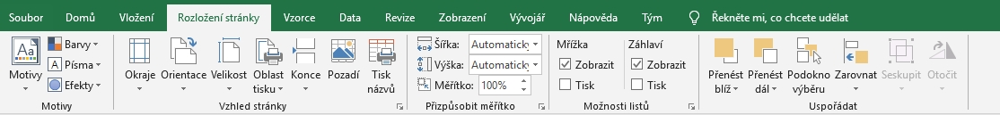 Soubor Domů Vložení Rozložení stránky Vzorce Data Revize Zobrazení Vývojář Nápověda Tým Řekněte mi, co chcete udělat
Motivy
Barvy
Písma
Efekty
Motivy
Okraje
Orientace
Velikost
Oblast
tisku
Konce
Pozadí
Tisk
názvů
Vzhled stránky
Šířka: Automaticky
Výška: Automaticky
Měřítko: 100%
Přizpůsobit měřítko
Mřížka
Zobrazit
Tisk
Záhlaví
Zobrazit
Tisk
Možnosti listů
Přenést
blíž
Přenést
dál
Podokno
výběru
Zarovnat
Seskupit
Otočit
Uspořádat